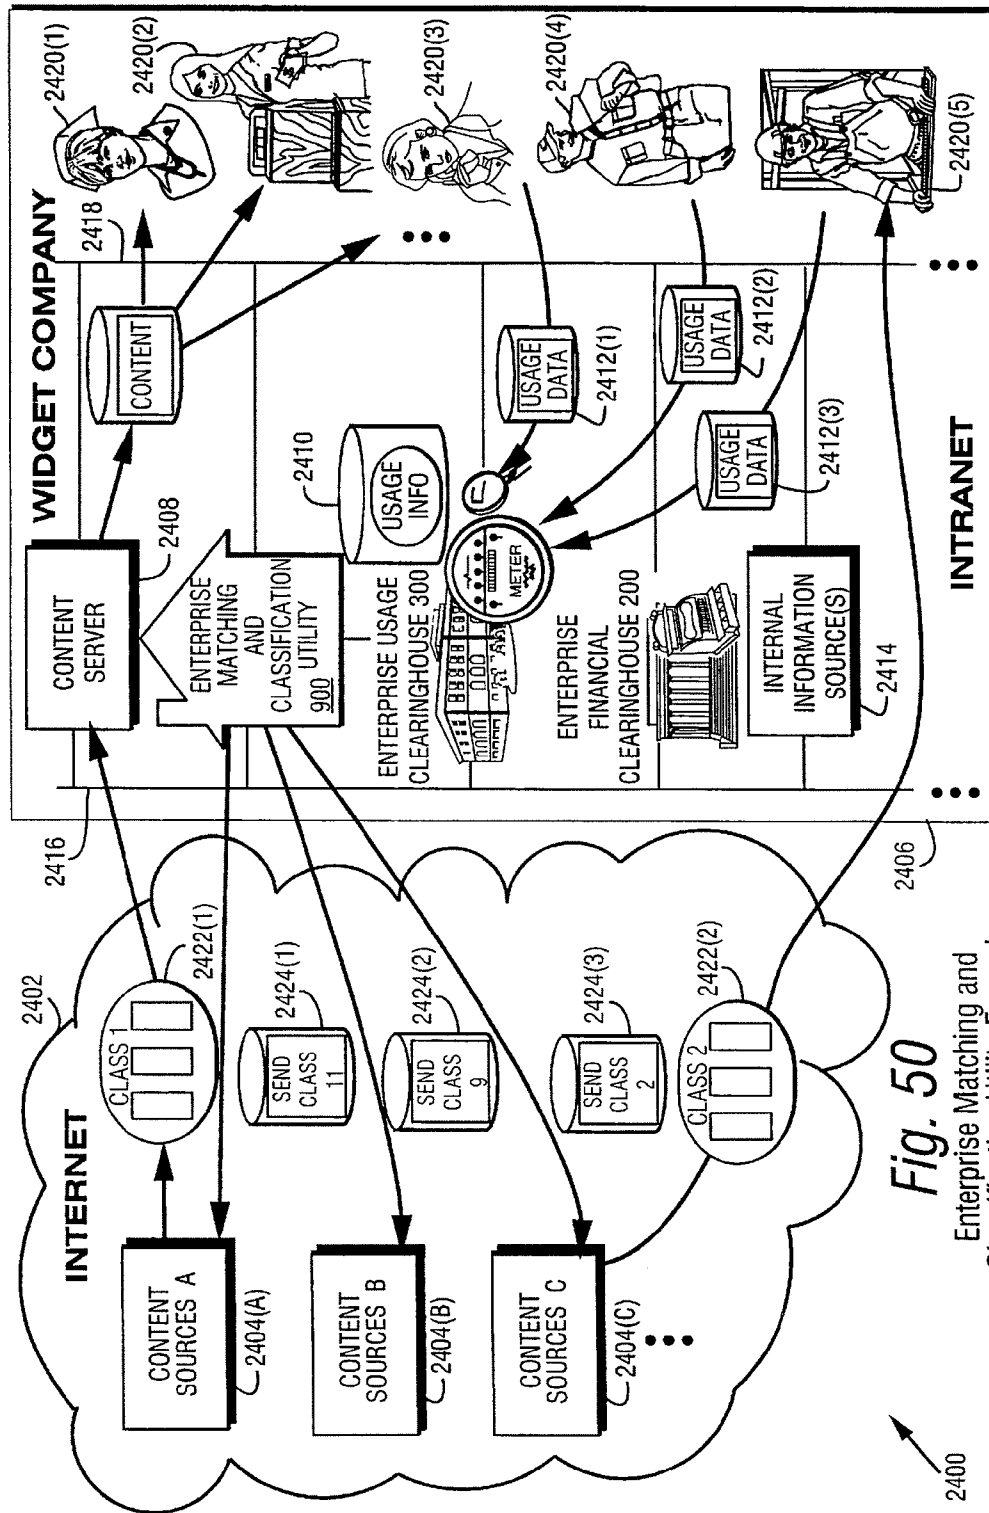 INTERNET
2402
CONTENT
SOURCES A
2404(A)
CONTENT
SOURCES B
2404(B)
CONTENT
SOURCES C
2404(C)
CLASS 1
2422(1)
SEND
CLASS
11
2424(1)
SEND
CLASS
9
2424(2)
SEND
CLASS
2
2424(3)
CLASS 2
2422(2)
2416
2406
WIDGET COMPANY
2418
CONTENT
SERVER
2408
CONTENT
ENTERPRISE
MATCHING
AND
CLASSIFICATION
UTILITY
900
2410
USAGE
INFO
ENTERPRISE USAGE
CLEARINGHOUSE 300
METER
USAGE
DATA
2412(1)
USAGE
DATA
2412(2)
USAGE
DATA
2412(3)
ENTERPRISE
FINANCIAL
CLEARINGHOUSE 200
INTERNAL
INFORMATION
SOURCE(S)
2414
INTRANET
2420(1)
2420(2)
$
2420(3)
2420(4)
2420(5)
2400
Fig. 50
Enterprise Matching and